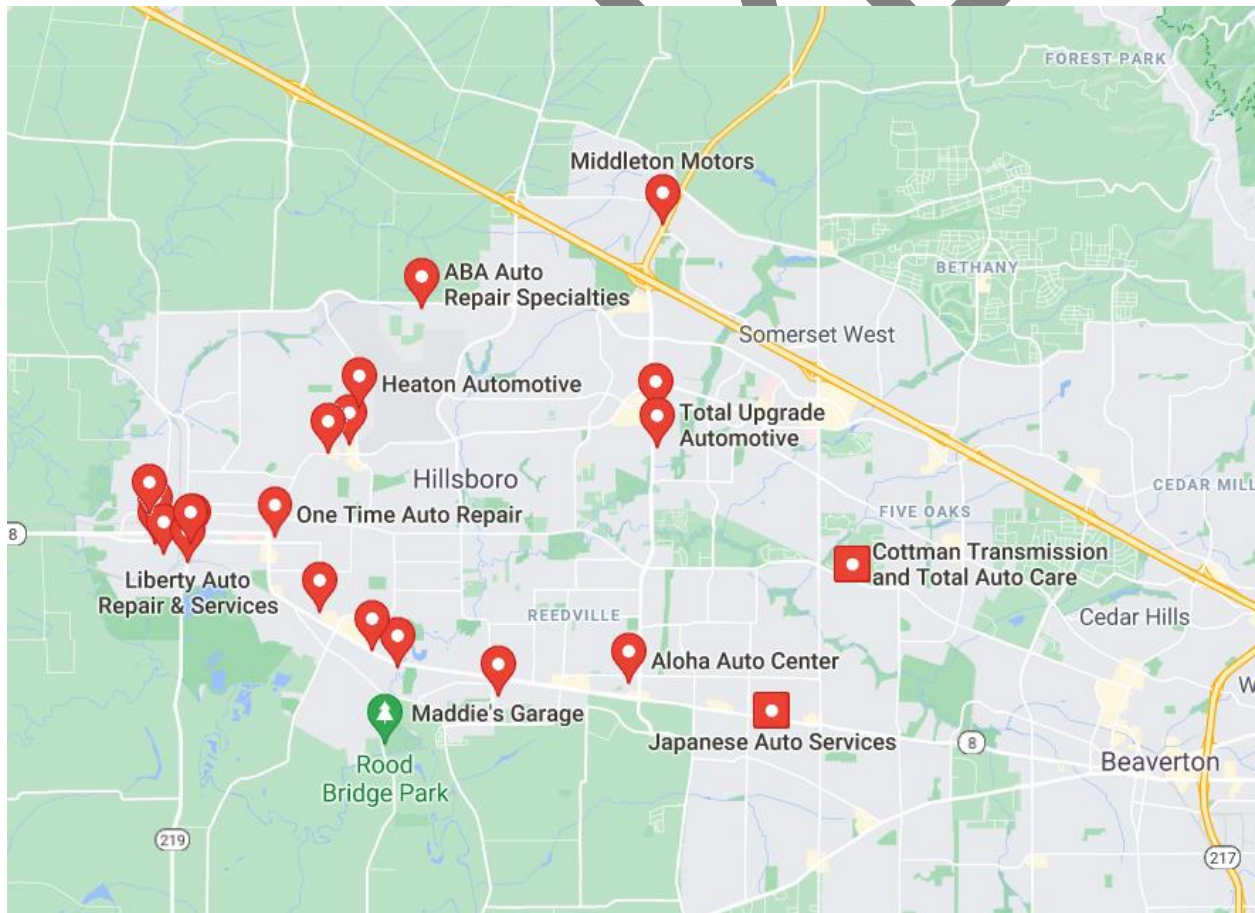 FOREST PARK
Middleton Motors
BETHANY
ABA Auto
Repair Specialties
Somerset West
Heaton Automotive
Total Upgrade
Automotive
Hillsboro
CEDAR MILL
One Time Auto Repair
FIVE OAKS
8
Cottman Transmission
and Total Auto Care
Liberty Auto
Repair & Services
REEDVILLE
Cedar Hills
Aloha Auto Center
W
Maddie's Garage
Japanese Auto Services
8
Rood
Bridge Park
Beaverton
219
217